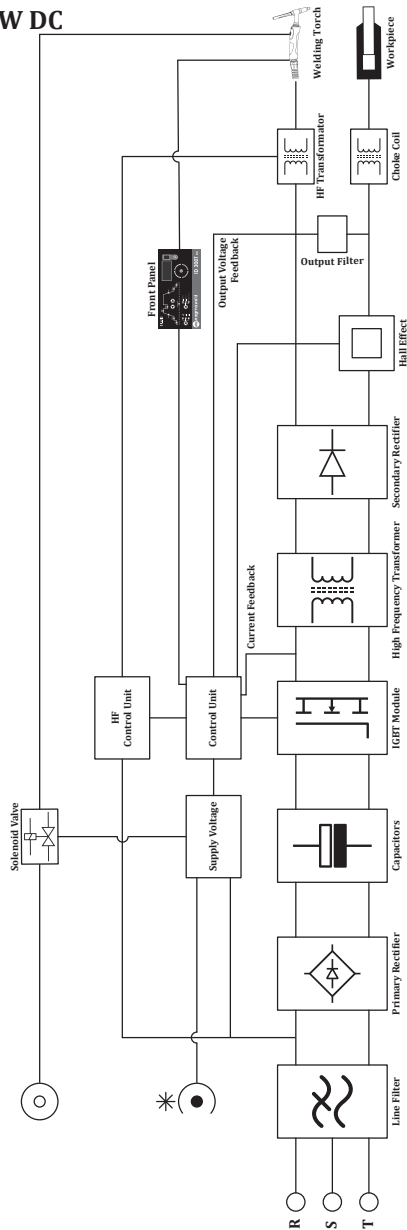 W DC
Welding Torch
Workpiece
HF Transformator
Choke Coil
Front Panel
Output Voltage
Feedback
Output Filter
Hall Effect
Secondary Rectifier
High Frequency Transformer
Current Feedback
HF
Control Unit
Control Unit
IGBT Module
Solenoid Valve
Supply Voltage
Capacitors
Primary Rectifier
Line Filter
R
S
T